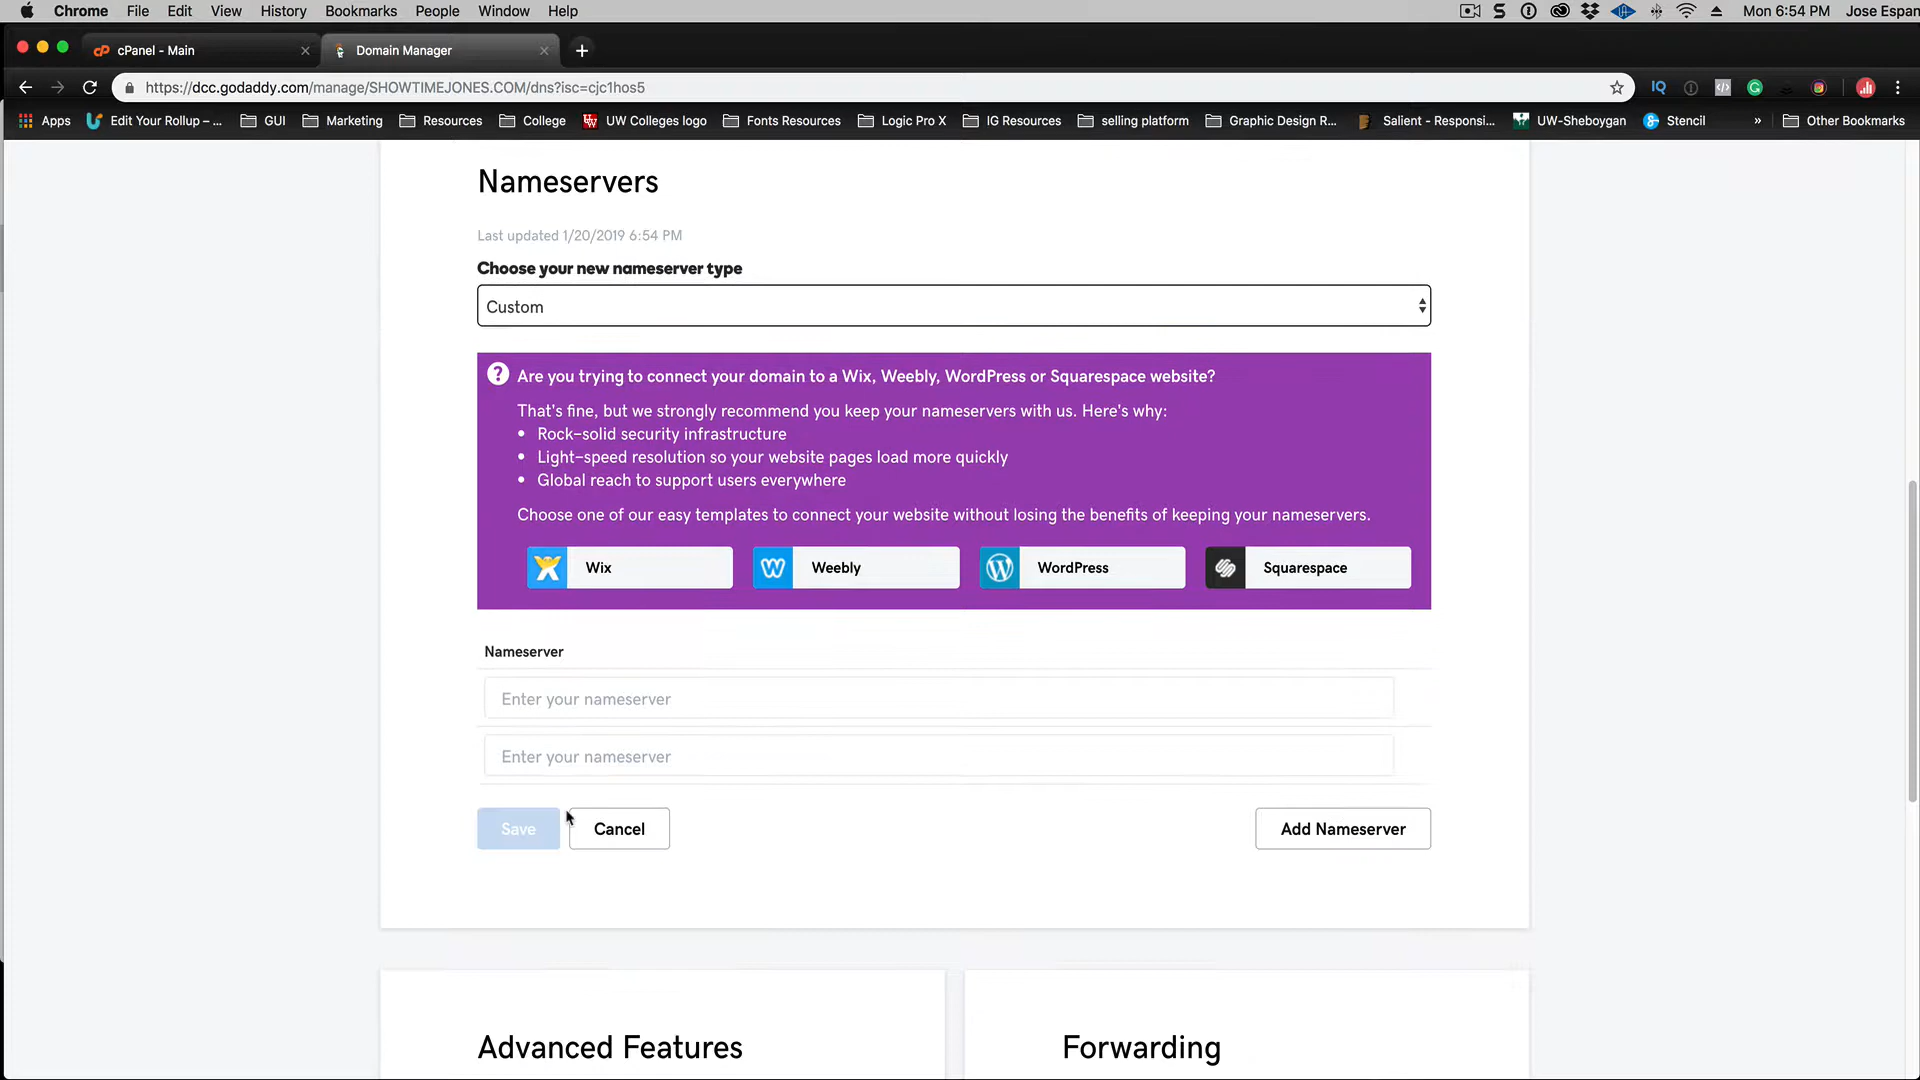 Chrome File Edit View History Bookmarks People Window Help Mon 6:54 PM Jose Espan
cPanel - Main Domain Manager
https://dcc.godaddy.com/manage/SHOWTIMEJONES.COM/dns?isc=cjc1hos5
Apps Edit Your Rollup – ... GUI Marketing Resources College UW Colleges logo Fonts Resources Logic Pro X IG Resources selling platform Graphic Design R... Salient - Responsi... UW-Sheboygan Stencil » Other Bookmarks
Nameservers
Last updated 1/20/2019 6:54 PM
Choose your new nameserver type
Custom
Are you trying to connect your domain to a Wix, Weebly, WordPress or Squarespace website?
That's fine, but we strongly recommend you keep your nameservers with us. Here's why:
• Rock-solid security infrastructure
• Light-speed resolution so your website pages load more quickly
• Global reach to support users everywhere
Choose one of our easy templates to connect your website without losing the benefits of keeping your nameservers.
Wix Weebly WordPress Squarespace
Nameserver
Enter your nameserver
Enter your nameserver
Save Cancel Add Nameserver
Advanced Features Forwarding